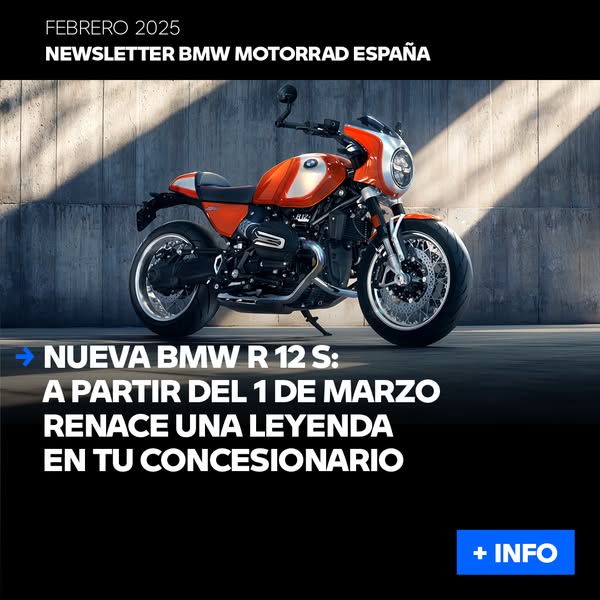 FEBRERO 2025
NEWSLETTER BMW MOTORRAD ESPAÑA
NUEVA BMW R 12 S:
A PARTIR DEL 1 DE MARZO
RENACE UNA LEYENDA
EN TU CONCESIONARIO
+ INFO